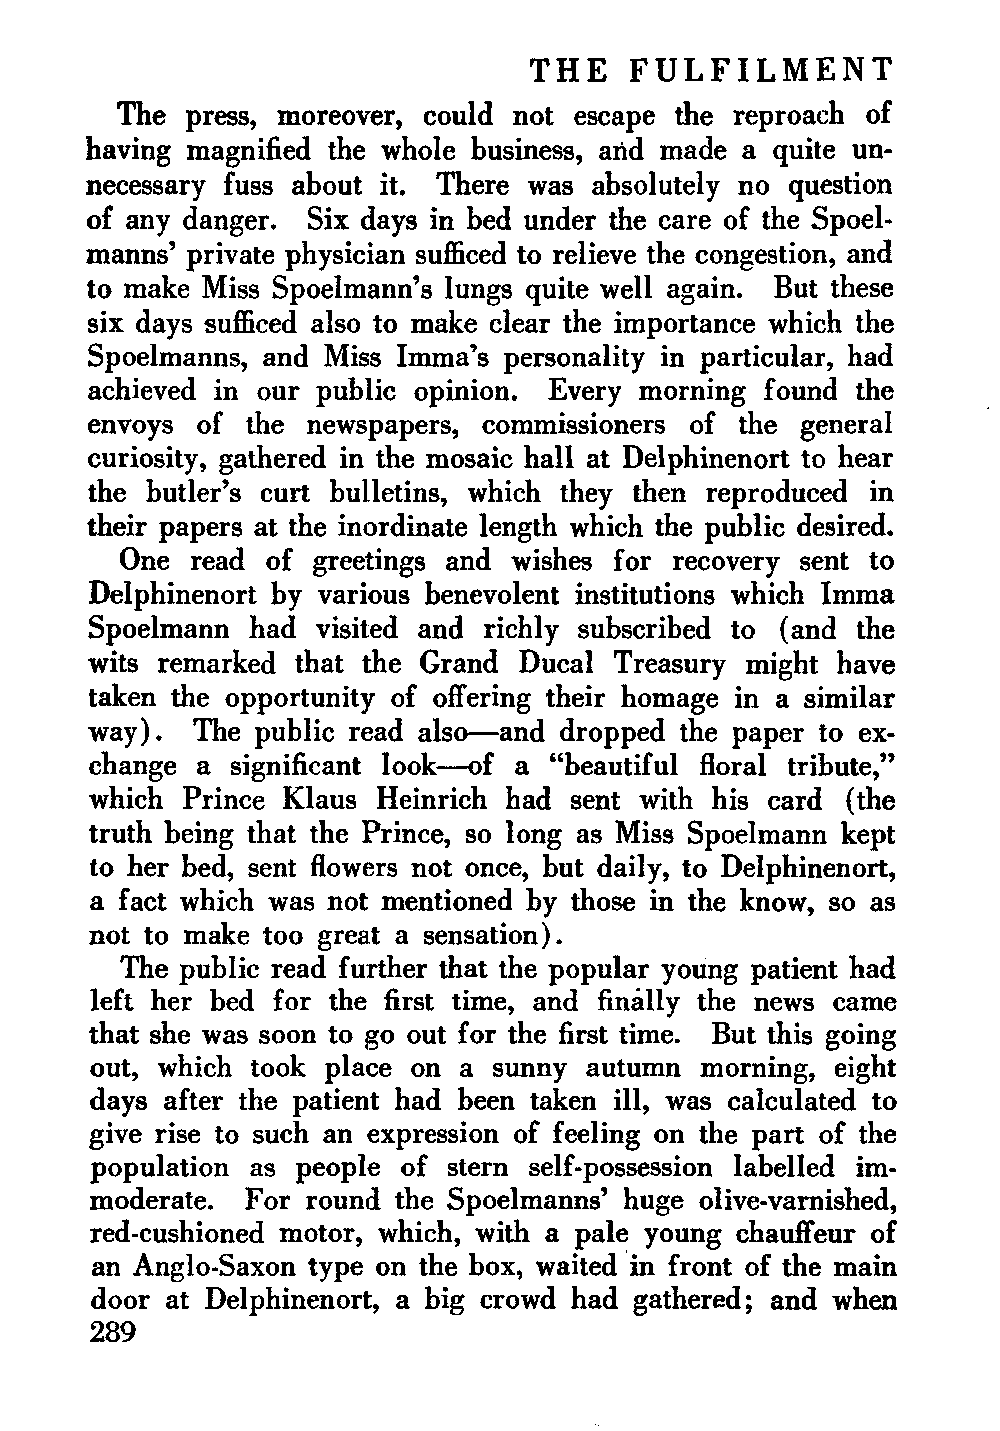 THE FULFILMENT
The press, moreover, could not escape the reproach of
having magnified the whole business, and made a quite un-
necessary fuss about it. There was absolutely no question
of any danger. Six days in bed under the care of the Spoel-
manns’ private physician sufficed to relieve the congestion, and
to make Miss Spoelmann’s lungs quite well again. But these
six days sufficed also to make clear the importance which the
Spoelmanns, and Miss Imma’s personality in particular, had
achieved in our public opinion. Every morning found the
envoys of the newspapers, commissioners of the general
curiosity, gathered in the mosaic hall at Delphinenort to hear
the butler’s curt bulletins, which they then reproduced in
their papers at the inordinate length which the public desired.
One read of greetings and wishes for recovery sent to
Delphinenort by various benevolent institutions which Imma
Spoelmann had visited and richly subscribed to (and the
wits remarked that the Grand Ducal Treasury might have
taken the opportunity of offering their homage in a similar
way). The public read also—and dropped the paper to ex-
change a significant look—of a “beautiful floral tribute,”
which Prince Klaus Heinrich had sent with his card (the
truth being that the Prince, so long as Miss Spoelmann kept
to her bed, sent flowers not once, but daily, to Delphinenort,
a fact which was not mentioned by those in the know, so as
not to make too great a sensation).
The public read further that the popular young patient had
left her bed for the first time, and finally the news came
that she was soon to go out for the first time. But this going
out, which took place on a sunny autumn morning, eight
days after the patient had been taken ill, was calculated to
give rise to such an expression of feeling on the part of the
population as people of stern self-possession labelled im-
moderate. For round the Spoelmanns’ huge olive-varnished,
red-cushioned motor, which, with a pale young chauffeur of
an Anglo-Saxon type on the box, waited in front of the main
door at Delphinenort, a big crowd had gathered; and when
289